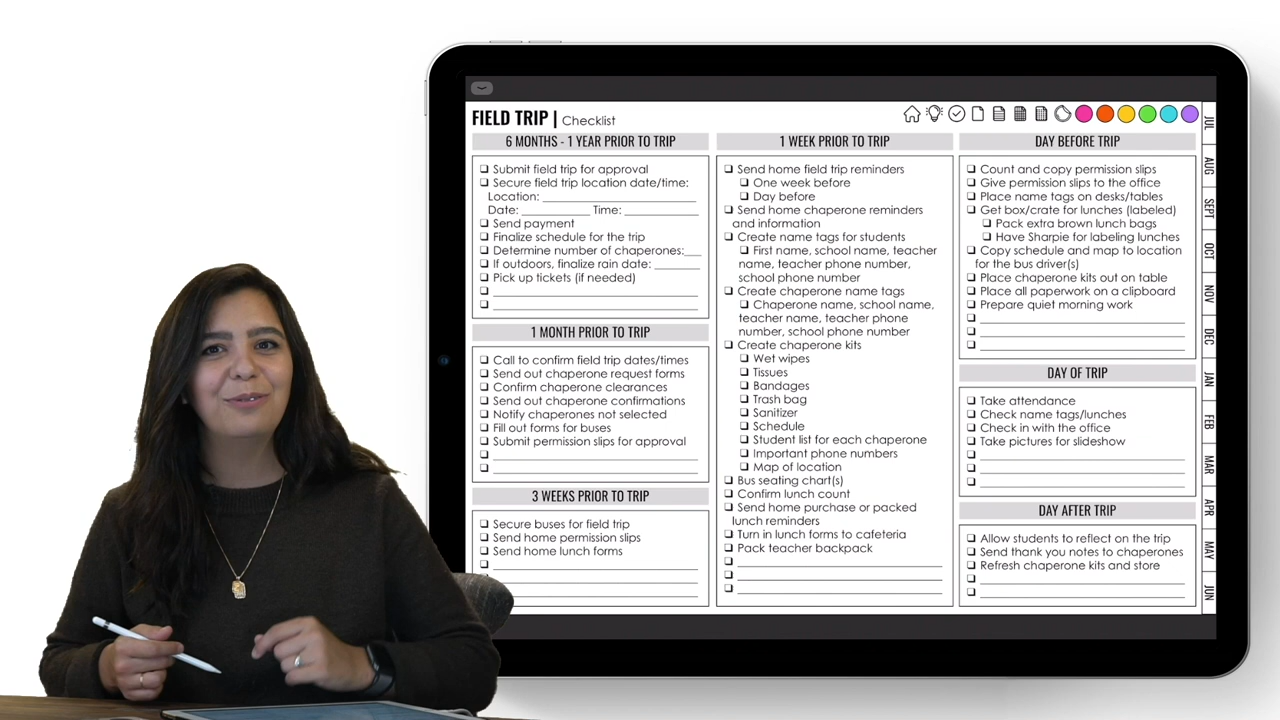 FIELD TRIP | Checklist
6 MONTHS - 1 YEAR PRIOR TO TRIP
Submit field trip for approval
Secure field trip location date/time:
Location: ______________________
Date: __________ Time: ___________
Send payment
Finalize schedule for the trip
Determine number of chaperones:___
If outdoors, finalize rain date: _______
Pick up tickets (if needed)
1 MONTH PRIOR TO TRIP
Call to confirm field trip dates/times
Send out chaperone request forms
Confirm chaperone clearances
Send out chaperone confirmations
Notify chaperones not selected
Fill out forms for buses
Submit permission slips for approval
3 WEEKS PRIOR TO TRIP
Secure buses for field trip
Send home permission slips
Send home lunch forms
1 WEEK PRIOR TO TRIP
Send home field trip reminders
One week before
Day before
Send home chaperone reminders
and information
Create name tags for students
First name, school name, teacher
name, teacher phone number,
school phone number
Create chaperone name tags
Chaperone name, school name,
teacher name, teacher phone
number, school phone number
Create chaperone kits
Wet wipes
Tissues
Bandages
Trash bag
Sanitizer
Schedule
Student list for each chaperone
Important phone numbers
Map of location
Bus seating chart(s)
Confirm lunch count
Send home purchase or packed
lunch reminders
Turn in lunch forms to cafeteria
Pack teacher backpack
DAY BEFORE TRIP
Count and copy permission slips
Give permission slips to the office
Place name tags on desks/tables
Get box/crate for lunches (labeled)
Pack extra brown lunch bags
Have Sharpie for labeling lunches
Copy schedule and map to location
for the bus driver(s)
Place chaperone kits out on table
Place all paperwork on a clipboard
Prepare quiet morning work
DAY OF TRIP
Take attendance
Check name tags/lunches
Check in with the office
Take pictures for slideshow
DAY AFTER TRIP
Allow students to reflect on the trip
Send thank you notes to chaperones
Refresh chaperone kits and store
JUL
AUG
SEPT
OCT
NOV
DEC
JAN
FEB
MAR
APR
MAY
JUN